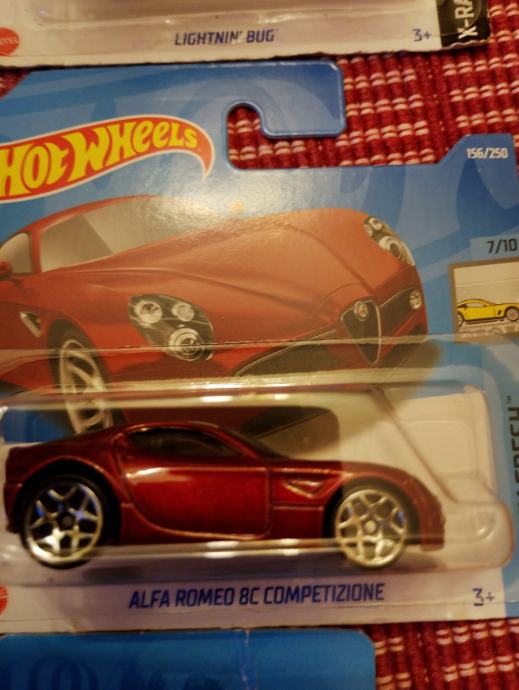 LIGHTNIN' BUG
3+
HOT WHEELS
156/250
7/10
ALFA ROMEO 8C COMPETIZIONE
3+